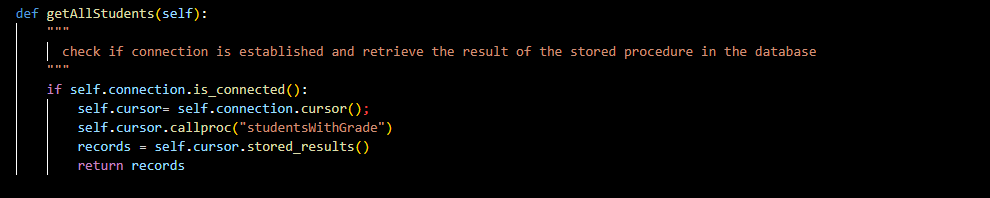 def getAllStudents(self):
"""
check if connection is established and retrieve the result of the stored procedure in the database
"""
if self.connection.is_connected():
self.cursor= self.connection.cursor();
self.cursor.callproc("studentsWithGrade")
records = self.cursor.stored_results()
return records